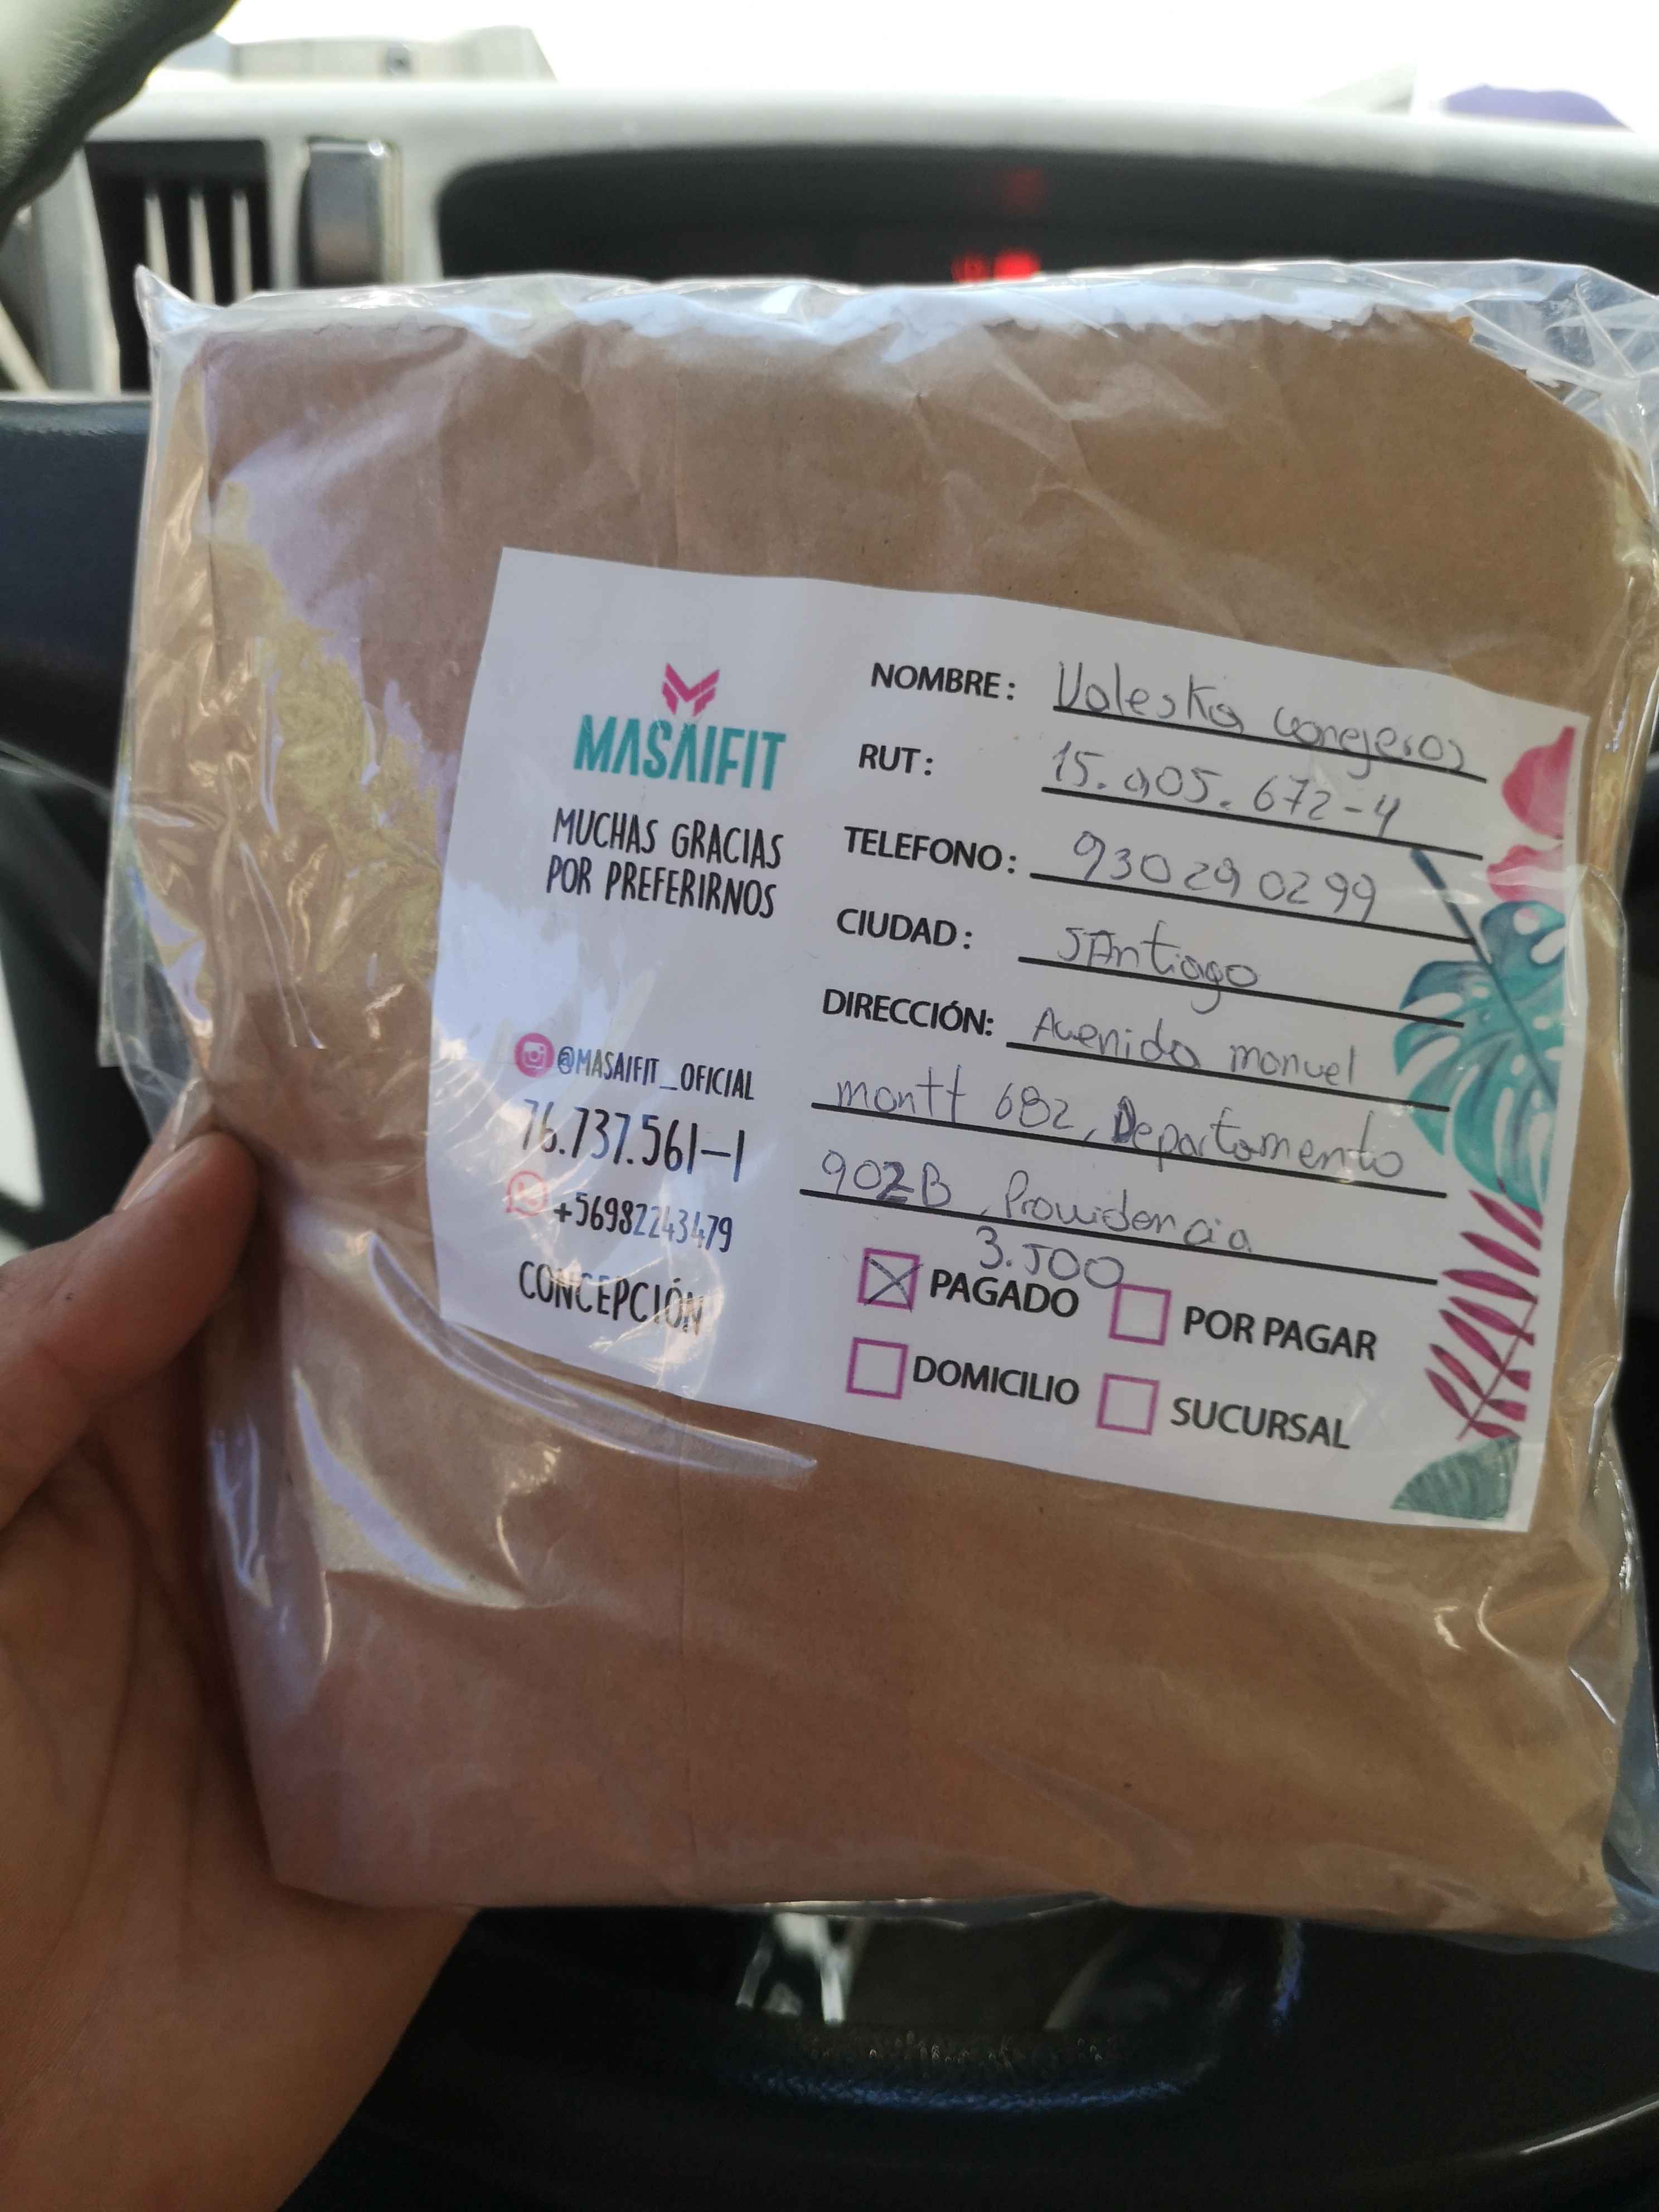 MASAIFIT
MUCHAS GRACIAS
POR PREFERIRNOS
@MASAIFIT_OFICIAL
76.737.561-1
+56982243479
CONCEPCIÓN
NOMBRE: Valeska conejeros
RUT: 15.905.672-4
TELEFONO: 930290299
CIUDAD: SAntiago
DIRECCIÓN: Avenida manuel
montt 682, Departamento
902B, Providencia
3.500
PAGADO POR PAGAR
DOMICILIO SUCURSAL